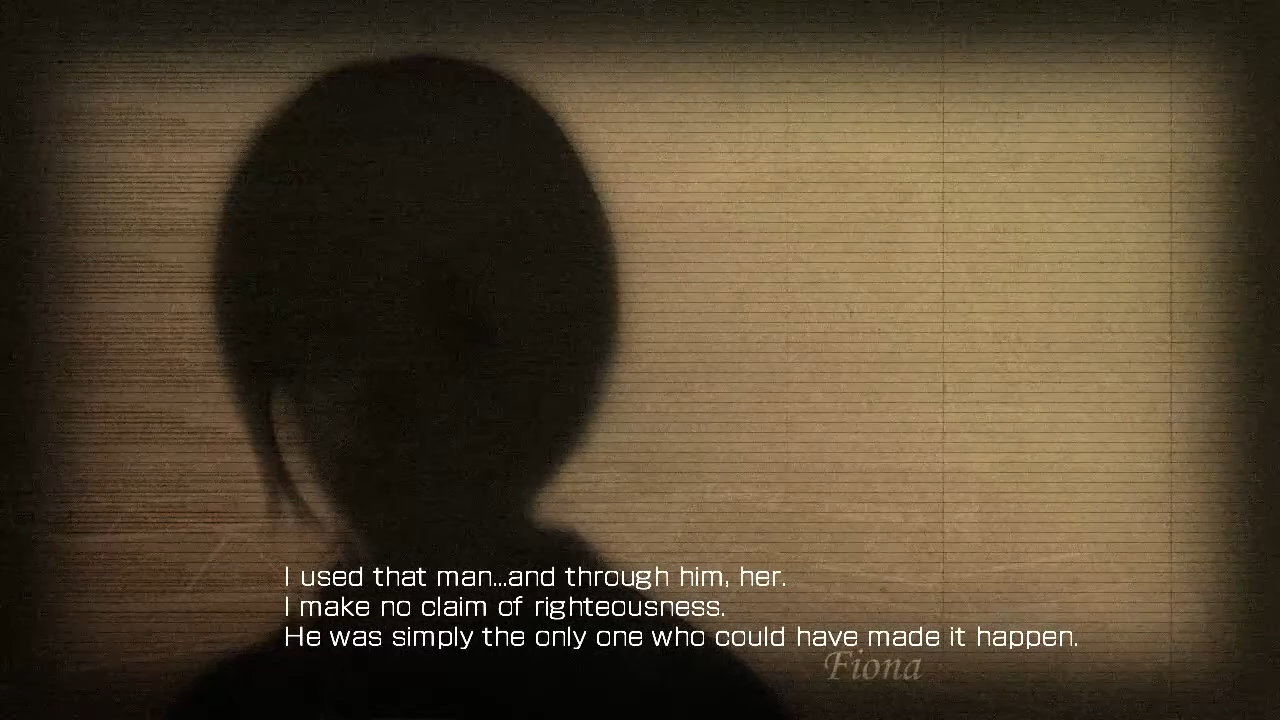 I used that man...and through him, her.
I make no claim of righteousness.
He was simply the only one who could have made it happen.
Fiona